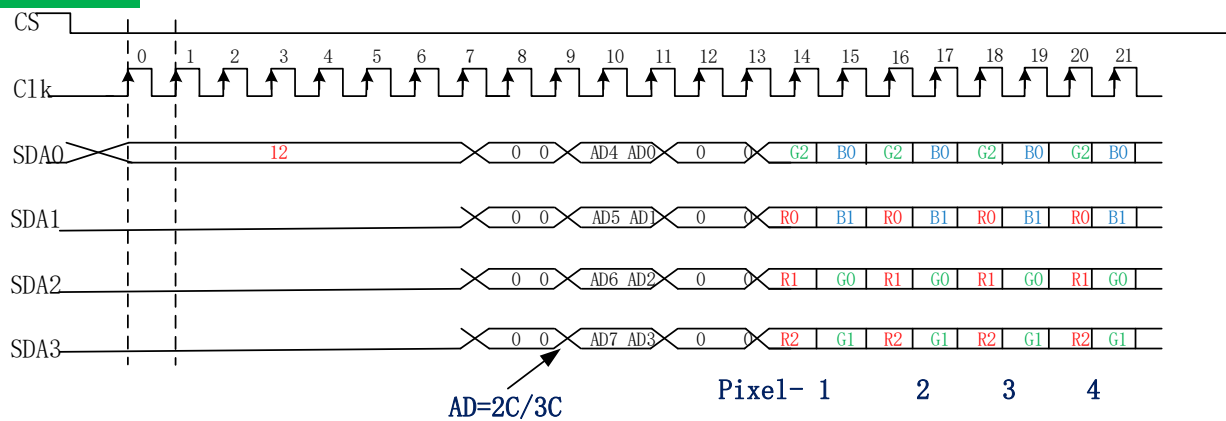 CS
0 1 2 3 4 5 6 7 8 9 10 11 12 13 14 15 16 17 18 19 20 21
Clk
SDA0 12 0 0 AD4 AD0 0 0 G2 B0 G2 B0 G2 B0 G2 B0
SDA1 0 0 AD5 AD1 0 0 R0 B1 R0 B1 R0 B1 R0 B1
SDA2 0 0 AD6 AD2 0 0 R1 G0 R1 G0 R1 G0 R1 G0
SDA3 0 0 AD7 AD3 0 0 R2 G1 R2 G1 R2 G1 R2 G1
Pixel- 1 2 3 4
AD=2C/3C